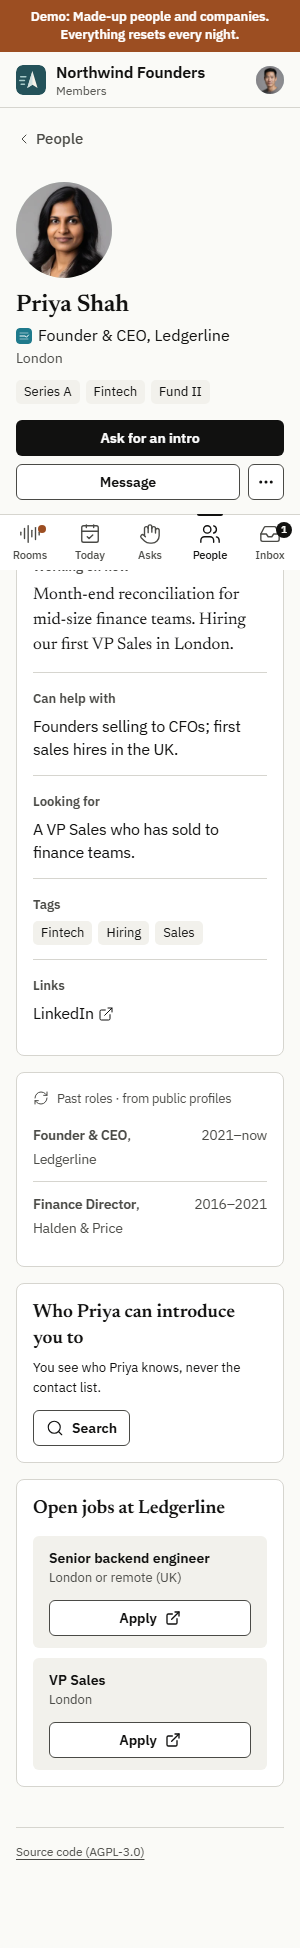 Demo: Made-up people and companies.
Everything resets every night.
Northwind Founders
Members
People
Priya Shah
Founder & CEO, Ledgerline
London
Series A Fintech Fund II
Ask for an intro
Message
Rooms Today Asks People Inbox 1
Month-end reconciliation for
mid-size finance teams. Hiring
our first VP Sales in London.
Can help with
Founders selling to CFOs; first
sales hires in the UK.
Looking for
A VP Sales who has sold to
finance teams.
Tags
Fintech Hiring Sales
Links
LinkedIn
Past roles · from public profiles
Founder & CEO, 2021–now
Ledgerline
Finance Director, 2016–2021
Halden & Price
Who Priya can introduce
you to
You see who Priya knows, never the
contact list.
Search
Open jobs at Ledgerline
Senior backend engineer
London or remote (UK)
Apply
VP Sales
London
Apply
Source code (AGPL-3.0)